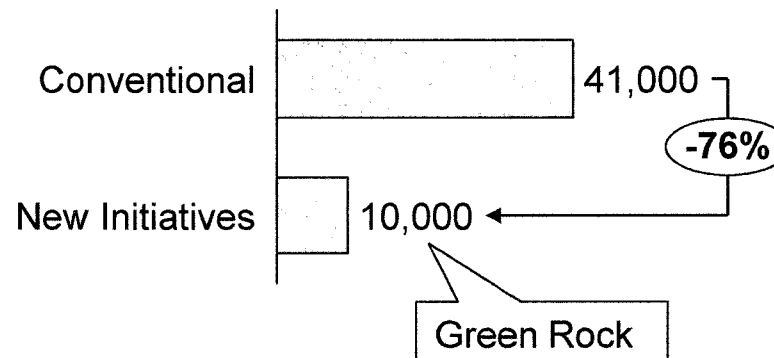 Conventional 41,000
-76%
New Initiatives 10,000
Green Rock